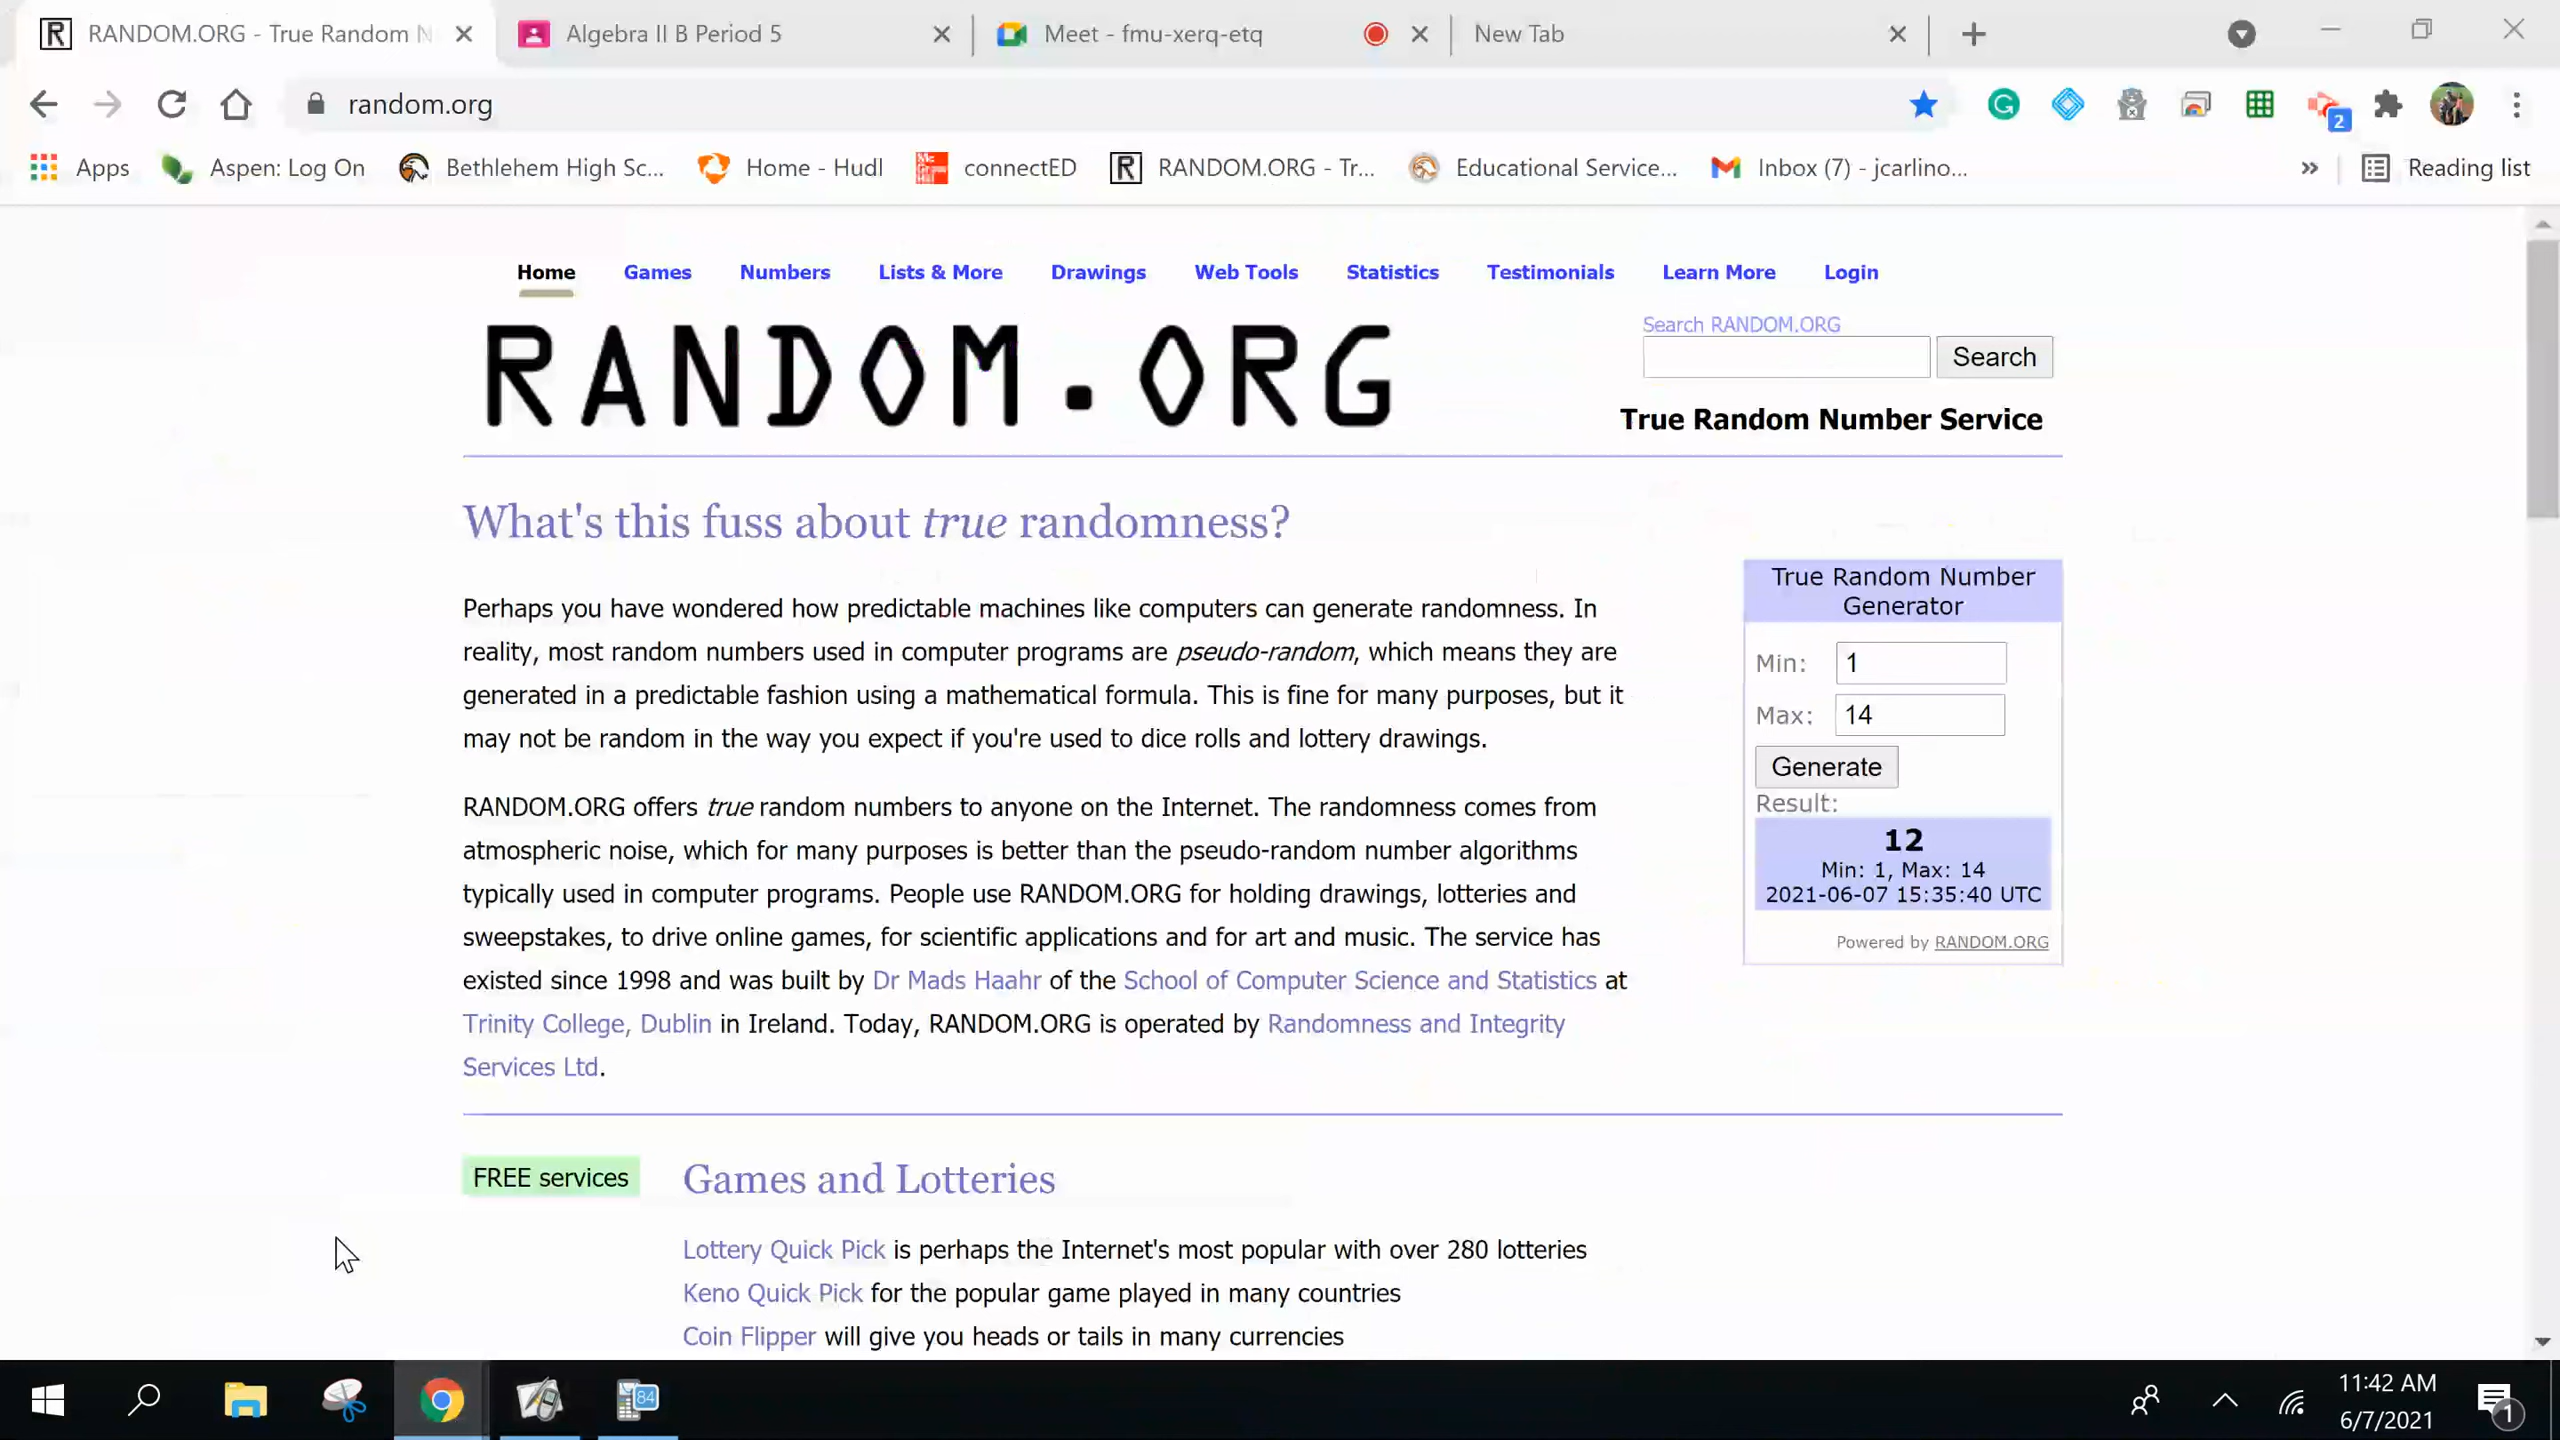 RANDOM.ORG - True Random N
Algebra II B Period 5
Meet - fmu-xerq-etq
New Tab
random.org
2
Apps
Aspen: Log On
Bethlehem High Sc...
Home - Hudl
connectED
RANDOM.ORG - Tr...
Educational Service...
Inbox (7) - jcarlino...
»
Reading list
Home Games Numbers Lists & More Drawings Web Tools Statistics Testimonials Learn More Login
RANDOM.ORG
Search RANDOM.ORG
Search
True Random Number Service
What's this fuss about true randomness?
Perhaps you have wondered how predictable machines like computers can generate randomness. In
reality, most random numbers used in computer programs are pseudo-random, which means they are
generated in a predictable fashion using a mathematical formula. This is fine for many purposes, but it
may not be random in the way you expect if you're used to dice rolls and lottery drawings.
RANDOM.ORG offers true random numbers to anyone on the Internet. The randomness comes from
atmospheric noise, which for many purposes is better than the pseudo-random number algorithms
typically used in computer programs. People use RANDOM.ORG for holding drawings, lotteries and
sweepstakes, to drive online games, for scientific applications and for art and music. The service has
existed since 1998 and was built by Dr Mads Haahr of the School of Computer Science and Statistics at
Trinity College, Dublin in Ireland. Today, RANDOM.ORG is operated by Randomness and Integrity
Services Ltd.
True Random Number
Generator
Min: 1
Max: 14
Generate
Result:
12
Min: 1, Max: 14
2021-06-07 15:35:40 UTC
Powered by RANDOM.ORG
FREE services
Games and Lotteries
Lottery Quick Pick is perhaps the Internet's most popular with over 280 lotteries
Keno Quick Pick for the popular game played in many countries
Coin Flipper will give you heads or tails in many currencies
84
11:42 AM
6/7/2021
1